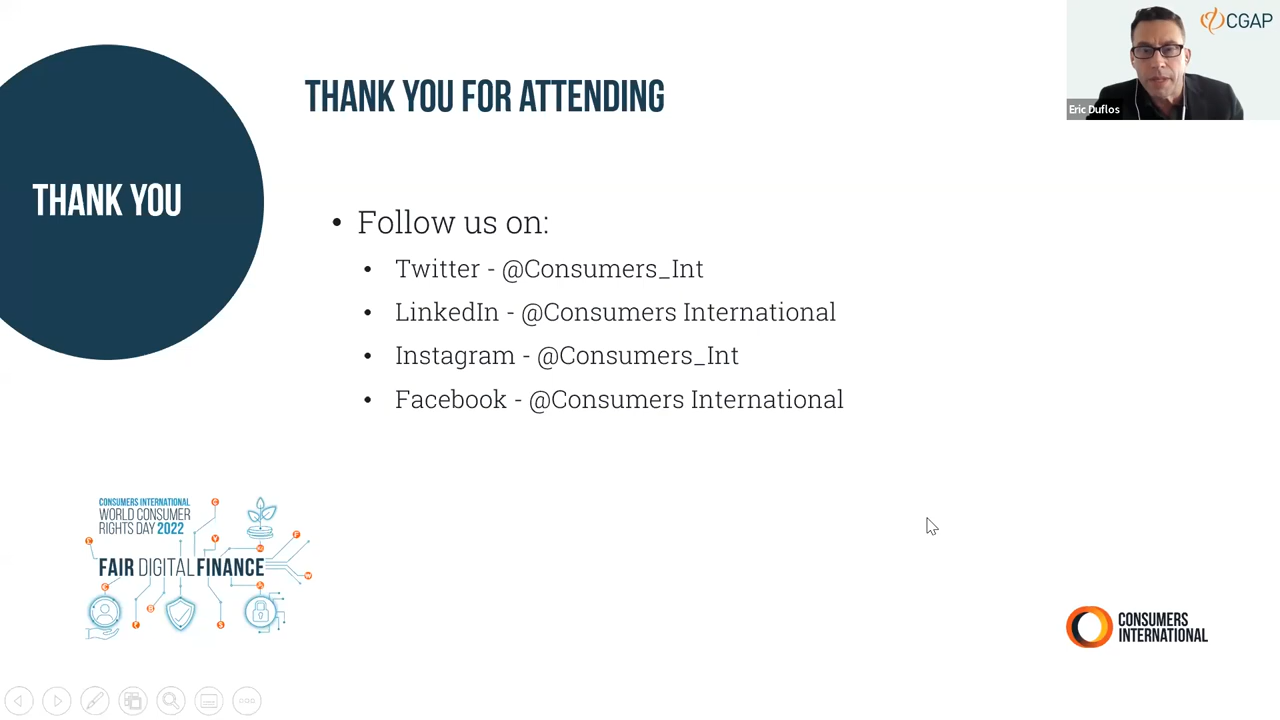 CGAP
Eric Duflos
THANK YOU FOR ATTENDING
THANK YOU
• Follow us on:
• Twitter - @Consumers_Int
• LinkedIn - @Consumers International
• Instagram - @Consumers_Int
• Facebook - @Consumers International
CONSUMERS INTERNATIONAL
WORLD CONSUMER
RIGHTS DAY 2022
FAIR DIGITAL FINANCE
CONSUMERS
INTERNATIONAL